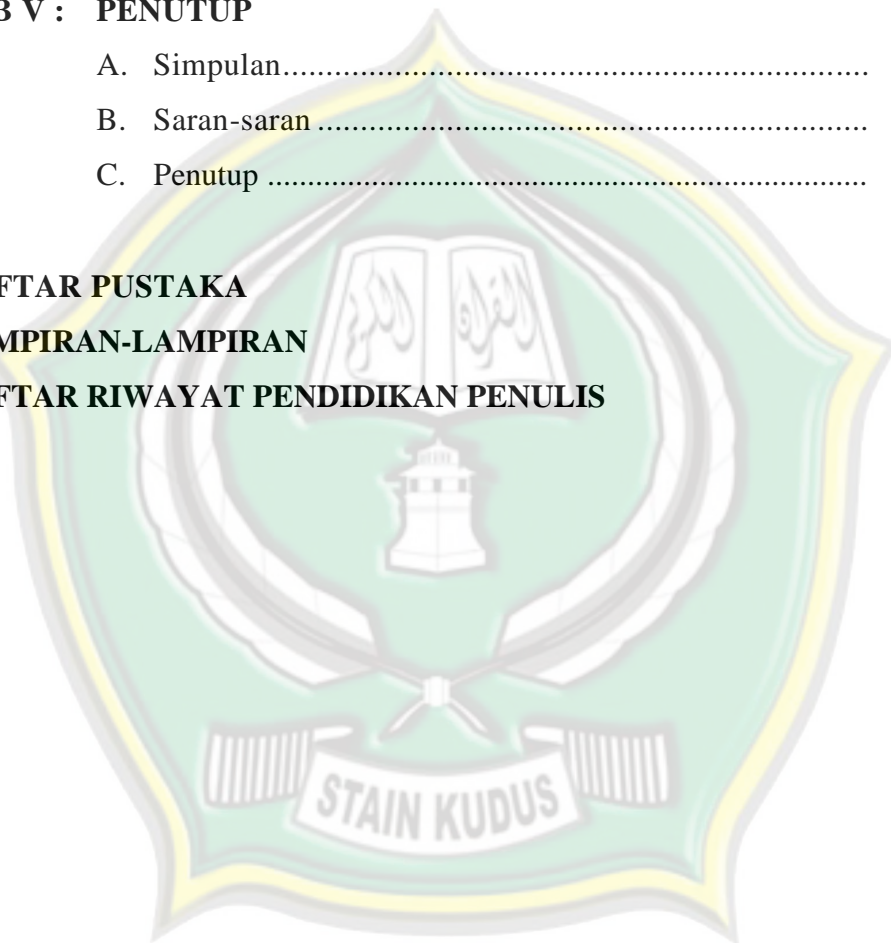 B V : PENUTUP
A. Simpulan....................................................................
B. Saran-saran ................................................................
C. Penutup ...............................................................
FTAR PUSTAKA
MPIRAN-LAMPIRAN
FTAR RIWAYAT PENDIDIKAN PENULIS
STAIN KUDUS